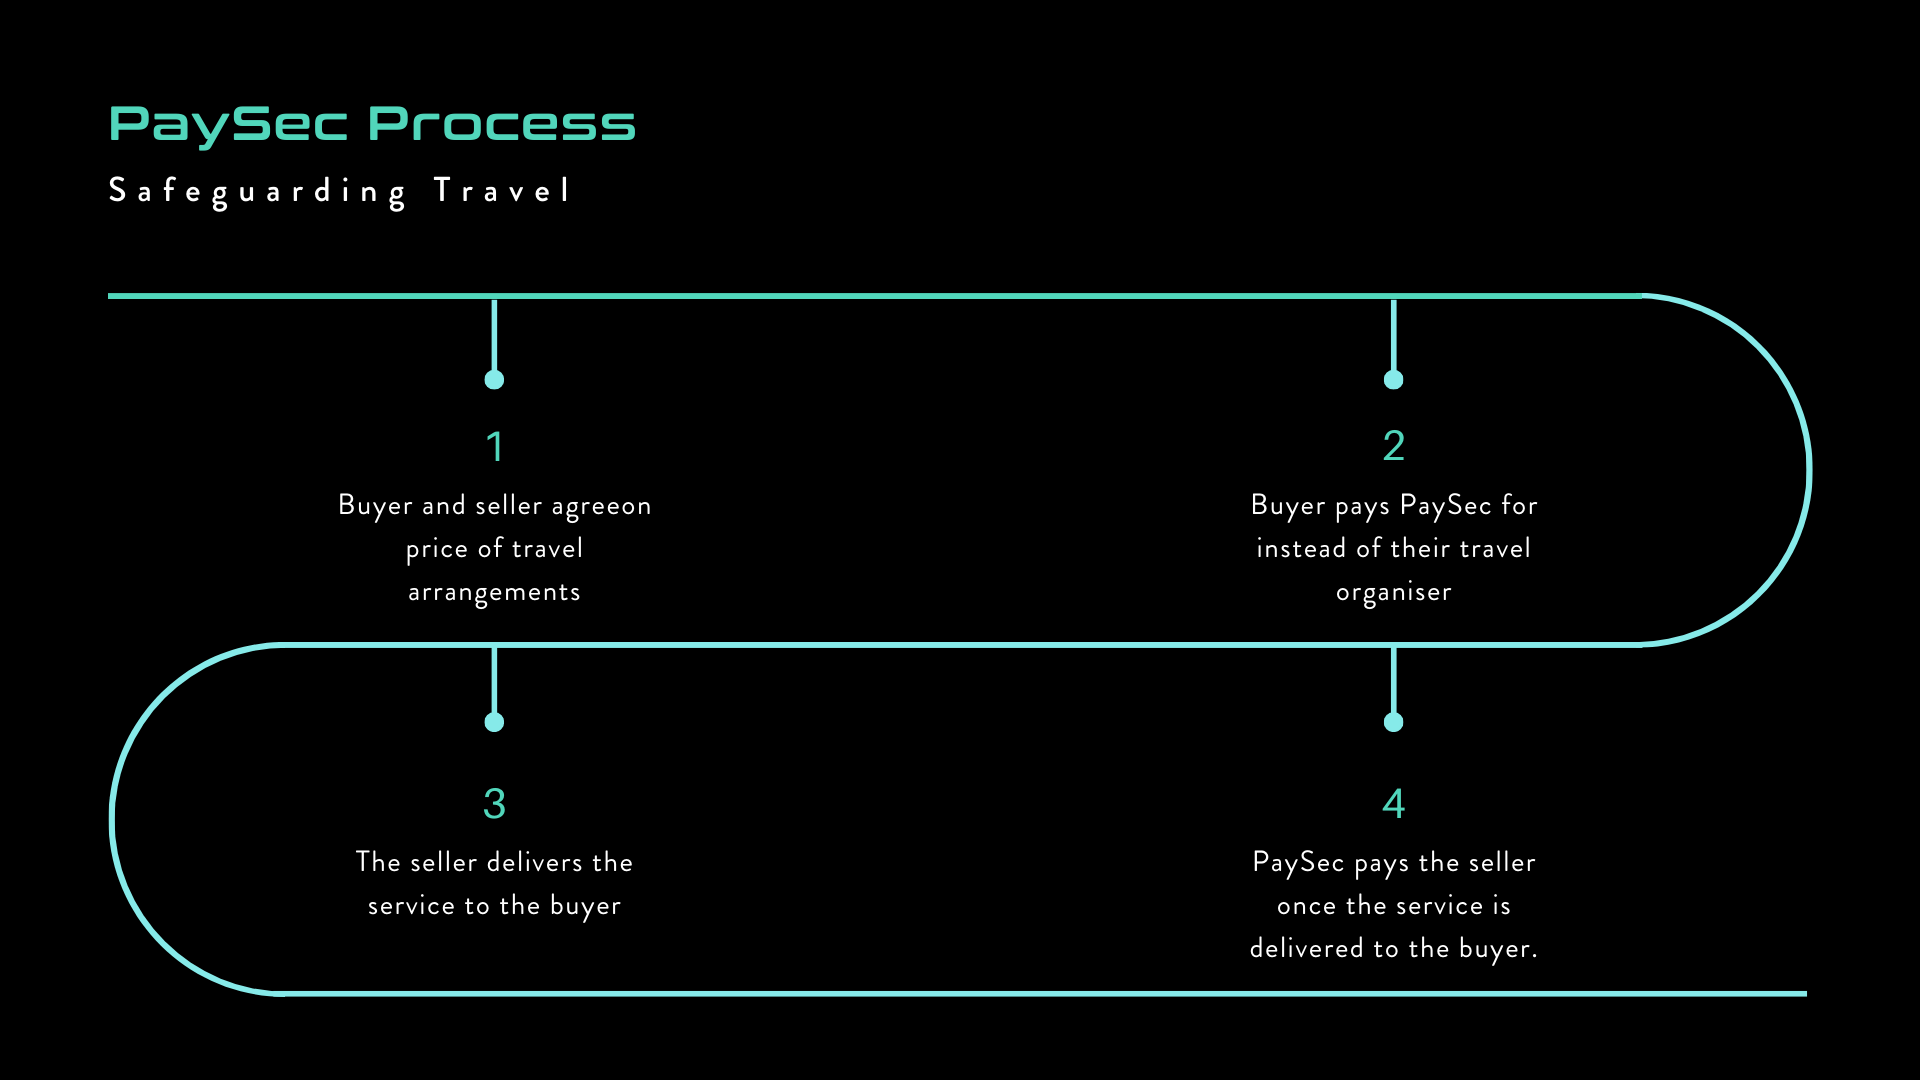 PaySec Process
Safeguarding Travel
1
Buyer and seller agreeon
price of travel
arrangements
2
Buyer pays PaySec for
instead of their travel
organiser
3
The seller delivers the
service to the buyer
4
PaySec pays the seller
once the service is
delivered to the buyer.